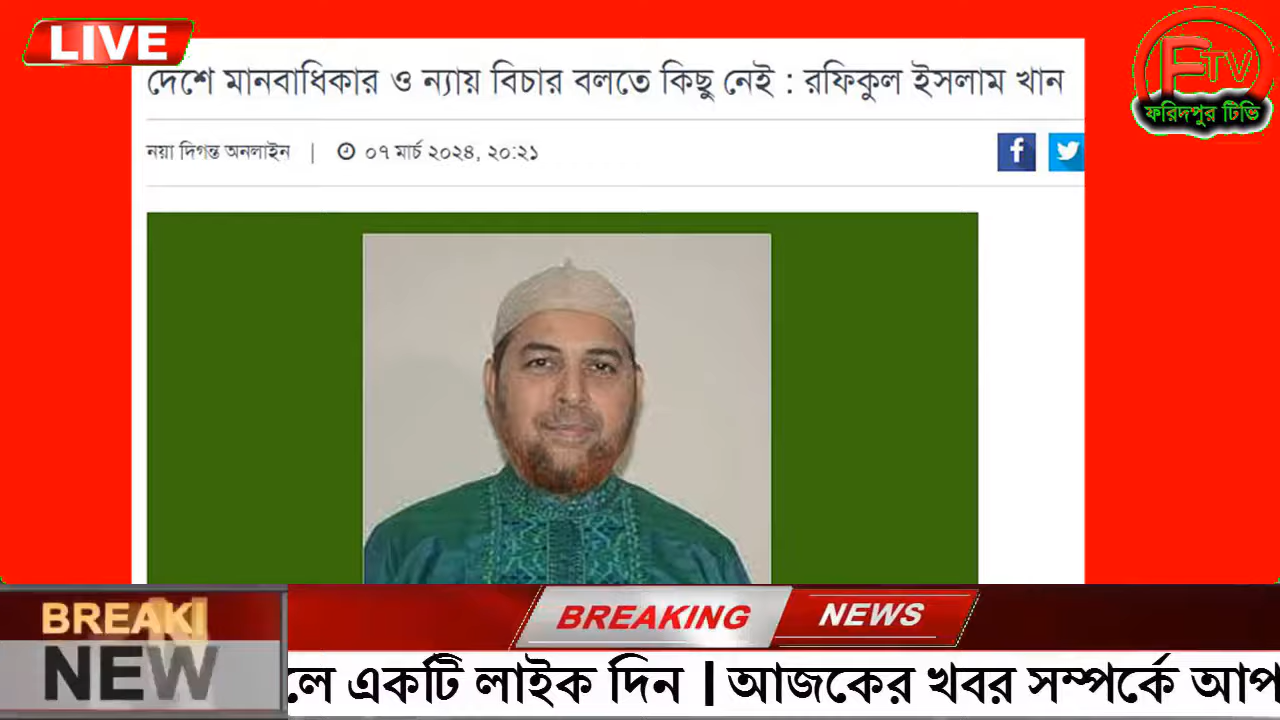 LIVE
FTV
ফরিদপুর টিভি
দেশে মানবাধিকার ও ন্যায় বিচার বলতে কিছু নেই : রফিকুল ইসলাম খান
নয়া দিগন্ত অনলাইন | ০৭ মার্চ ২০২৪, ২০:২১
BREAKING NEWS
BREAKI
NEW
লে একটি লাইক দিন । আজকের খবর সম্পর্কে আপ